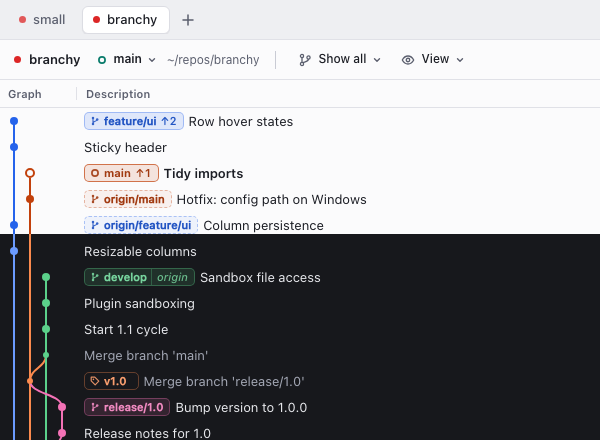 small branchy +
branchy main ~/repos/branchy Show all View
Graph Description
feature/ui ↑2 Row hover states
Sticky header
main ↑1 Tidy imports
origin/main Hotfix: config path on Windows
origin/feature/ui Column persistence
Resizable columns
develop origin Sandbox file access
Plugin sandboxing
Start 1.1 cycle
Merge branch 'main'
v1.0 Merge branch 'release/1.0'
release/1.0 Bump version to 1.0.0
Release notes for 1.0